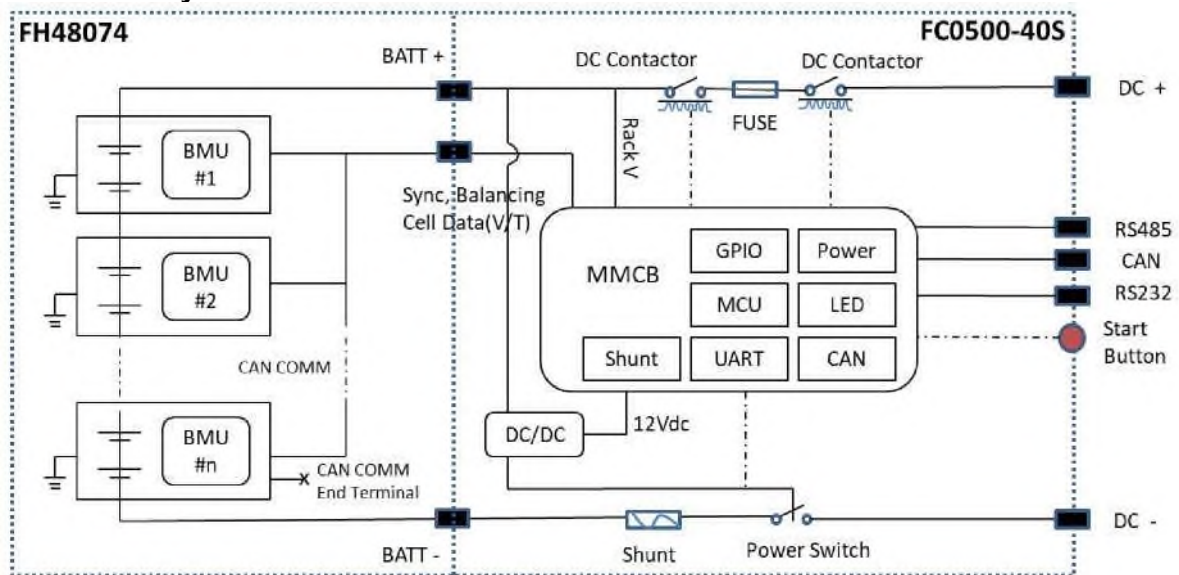 FH48074
FC0500-40S
BATT +
DC Contactor
DC Contactor
DC +
FUSE
Rack V
BMU
#1
Sync, Balancing
Cell Data(V/T)
BMU
#2
MMCB
GPIO
Power
MCU
LED
Shunt
UART
CAN
RS485
CAN
RS232
Start
Button
CAN COMM
DC/DC
12Vdc
BMU
#n
CAN COMM
End Terminal
BATT -
Shunt
Power Switch
DC -